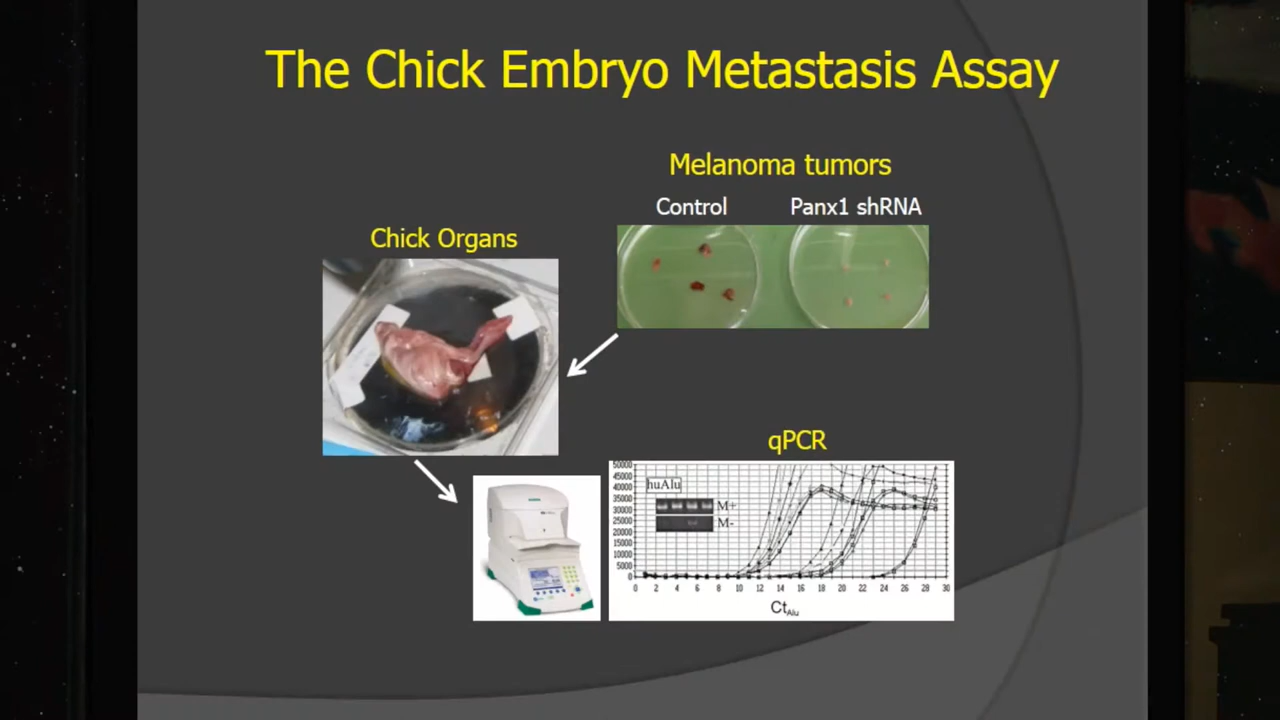 The Chick Embryo Metastasis Assay
Melanoma tumors
Control
Panx1 shRNA
Chick Organs
qPCR
50000
45000
40000
35000
30000
25000
20000
15000
10000
5000
0
huAlu
M+
M-
0 2 4 6 8 10 12 14 16 18 20 22 24 26 28 30
Ct Alu